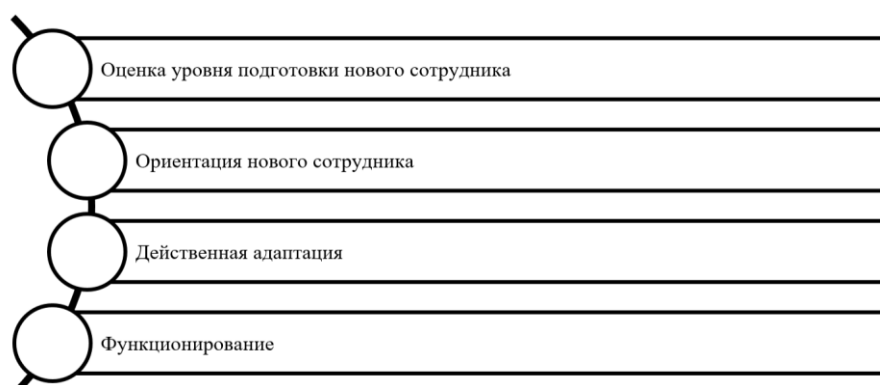 Оценка уровня подготовки нового сотрудника
Ориентация нового сотрудника
Действенная адаптация
Функционирование